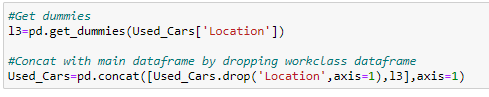 #Get dummies
l3=pd.get_dummies(Used_Cars['Location'])
#Concat with main dataframe by dropping workclass dataframe
Used_Cars=pd.concat([Used_Cars.drop('Location',axis=1),l3],axis=1)